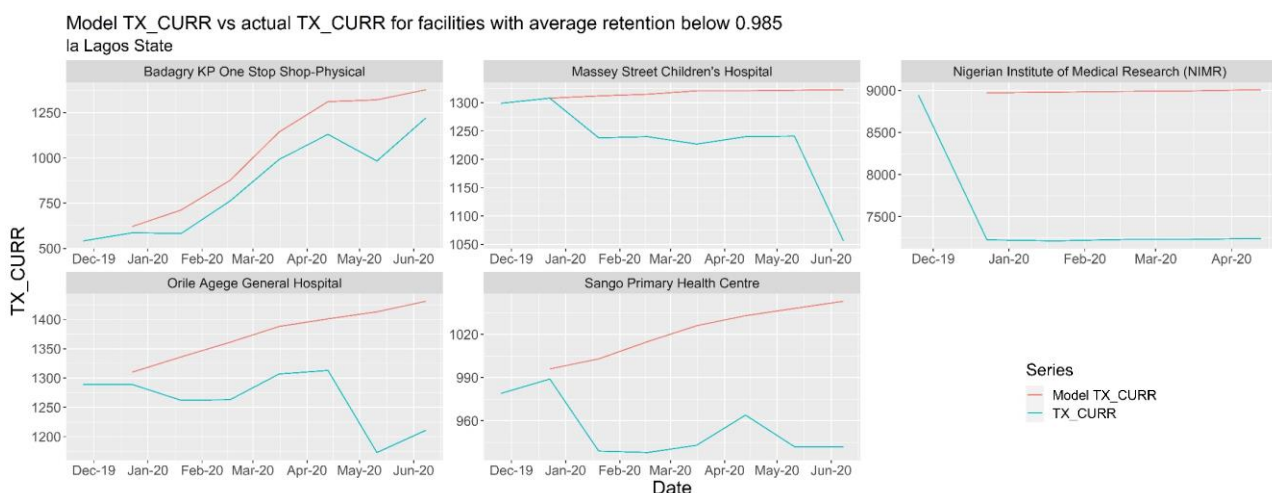 Model TX_CURR vs actual TX_CURR for facilities with average retention below 0.985
la Lagos State
Badagry KP One Stop Shop-Physical
Massey Street Children's Hospital
Nigerian Institute of Medical Research (NIMR)
1250
1000
750
500
1300
1250
1200
1150
1100
1050
9000
8500
8000
7500
Dec-19 Jan-20 Feb-20 Mar-20 Apr-20 May-20 Jun-20
Dec-19 Jan-20 Feb-20 Mar-20 Apr-20 May-20 Jun-20
Dec-19 Jan-20 Feb-20 Mar-20 Apr-20
TX_CURR
Orile Agege General Hospital
Sango Primary Health Centre
1400
1350
1300
1250
1200
1020
990
960
Dec-19 Jan-20 Feb-20 Mar-20 Apr-20 May-20 Jun-20
Dec-19 Jan-20 Feb-20 Mar-20 Apr-20 May-20 Jun-20
Date
Series
Model TX_CURR
TX_CURR